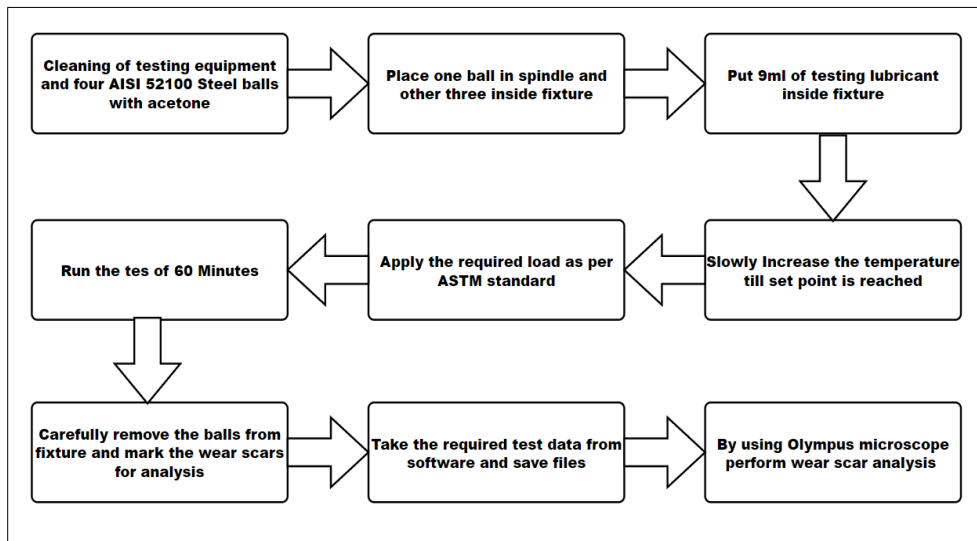 Cleaning of testing equipment
and four AISI 52100 Steel balls
with acetone
Place one ball in spindle and
other three inside fixture
Put 9ml of testing lubricant
inside fixture
Slowly Increase the temperature
till set point is reached
Apply the required load as per
ASTM standard
Run the tes of 60 Minutes
Carefully remove the balls from
fixture and mark the wear scars
for analysis
Take the required test data from
software and save files
By using Olympus microscope
perform wear scar analysis